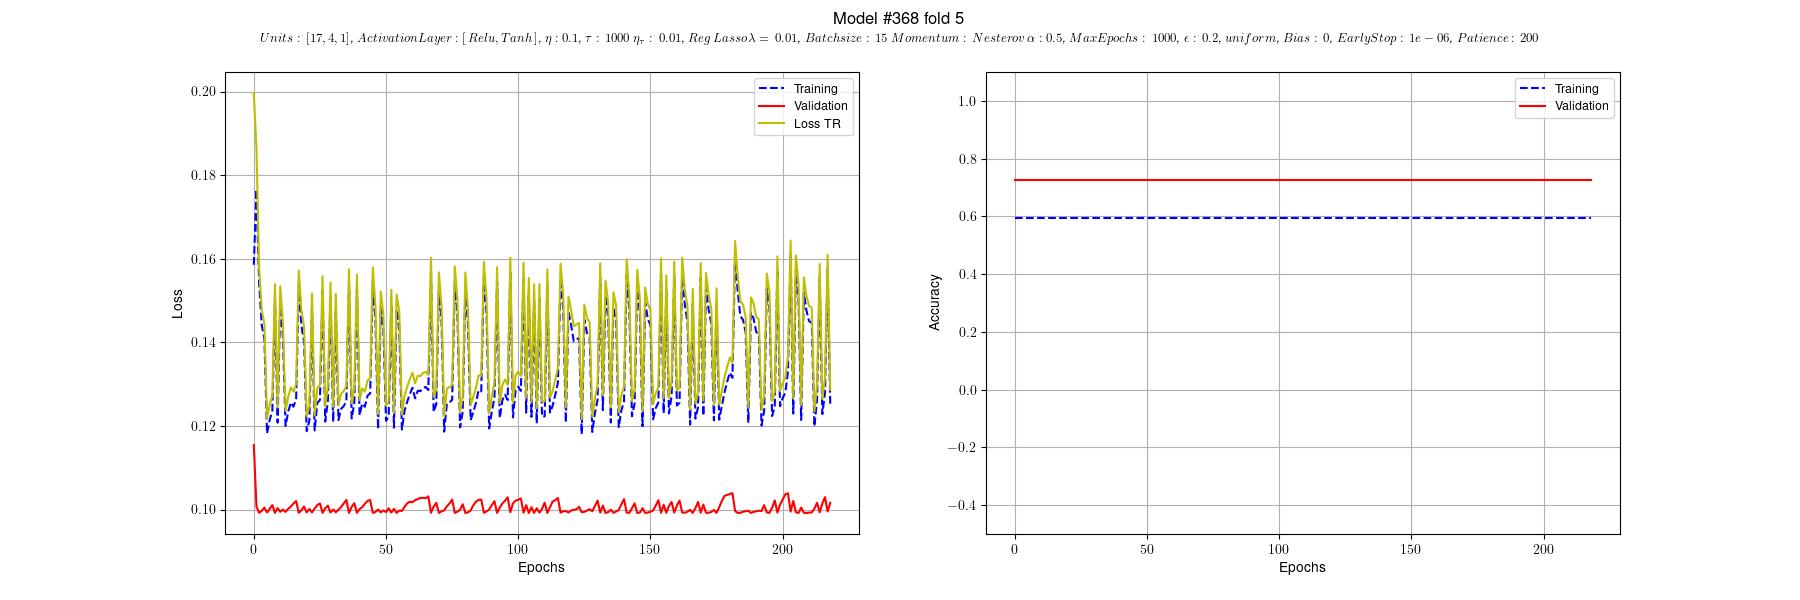 Model #368 fold 5
Units : [17, 4, 1], ActivationLayer : [ Relu, Tanh ], η : 0.1, τ : 1000 ητ : 0.01, Reg Lasso λ = 0.01, Batchsize : 15 Momentum : Nesterov α : 0.5, MaxEpochs : 1000, ϵ : 0.2, uniform, Bias : 0, EarlyStop : 1e − 06, Patience : 200
Loss
0.20
0.18
0.16
0.14
0.12
0.10
Training
Validation
Loss TR
0
50
100
150
200
Epochs
Accuracy
1.0
0.8
0.6
0.4
0.2
0.0
−0.2
−0.4
Training
Validation
0
50
100
150
200
Epochs